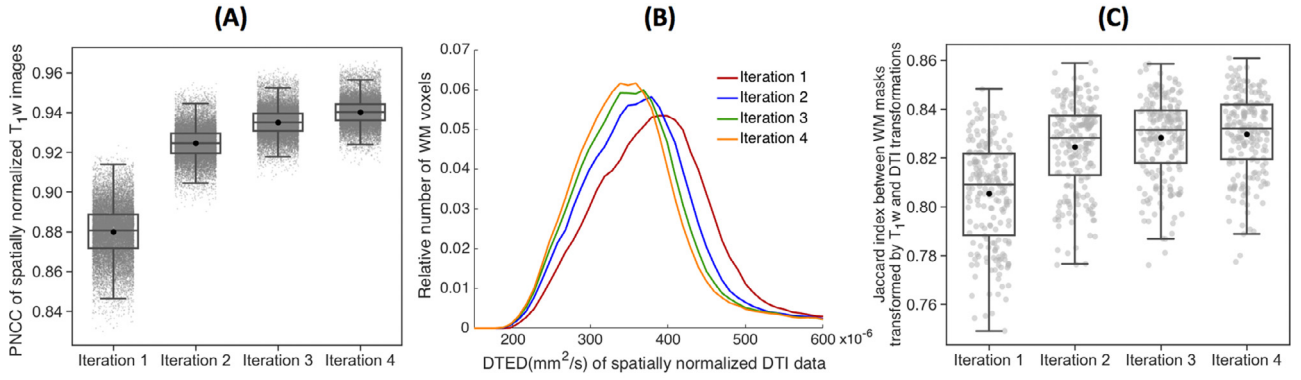 (A)
PNCC of spatially normalized T₁w images
0.96
0.94
0.92
0.90
0.88
0.86
0.84
Iteration 1 Iteration 2 Iteration 3 Iteration 4
(B)
Relative number of WM voxels
0.07
0.06
0.05
0.04
0.03
0.02
0.01
0
200 300 400 500 600 x10⁻⁶
DTED(mm²/s) of spatially normalized DTI data
Iteration 1
Iteration 2
Iteration 3
Iteration 4
(C)
Jaccard index between WM masks
transformed by T₁w and DTI transformations
0.86
0.84
0.82
0.80
0.78
0.76
Iteration 1 Iteration 2 Iteration 3 Iteration 4